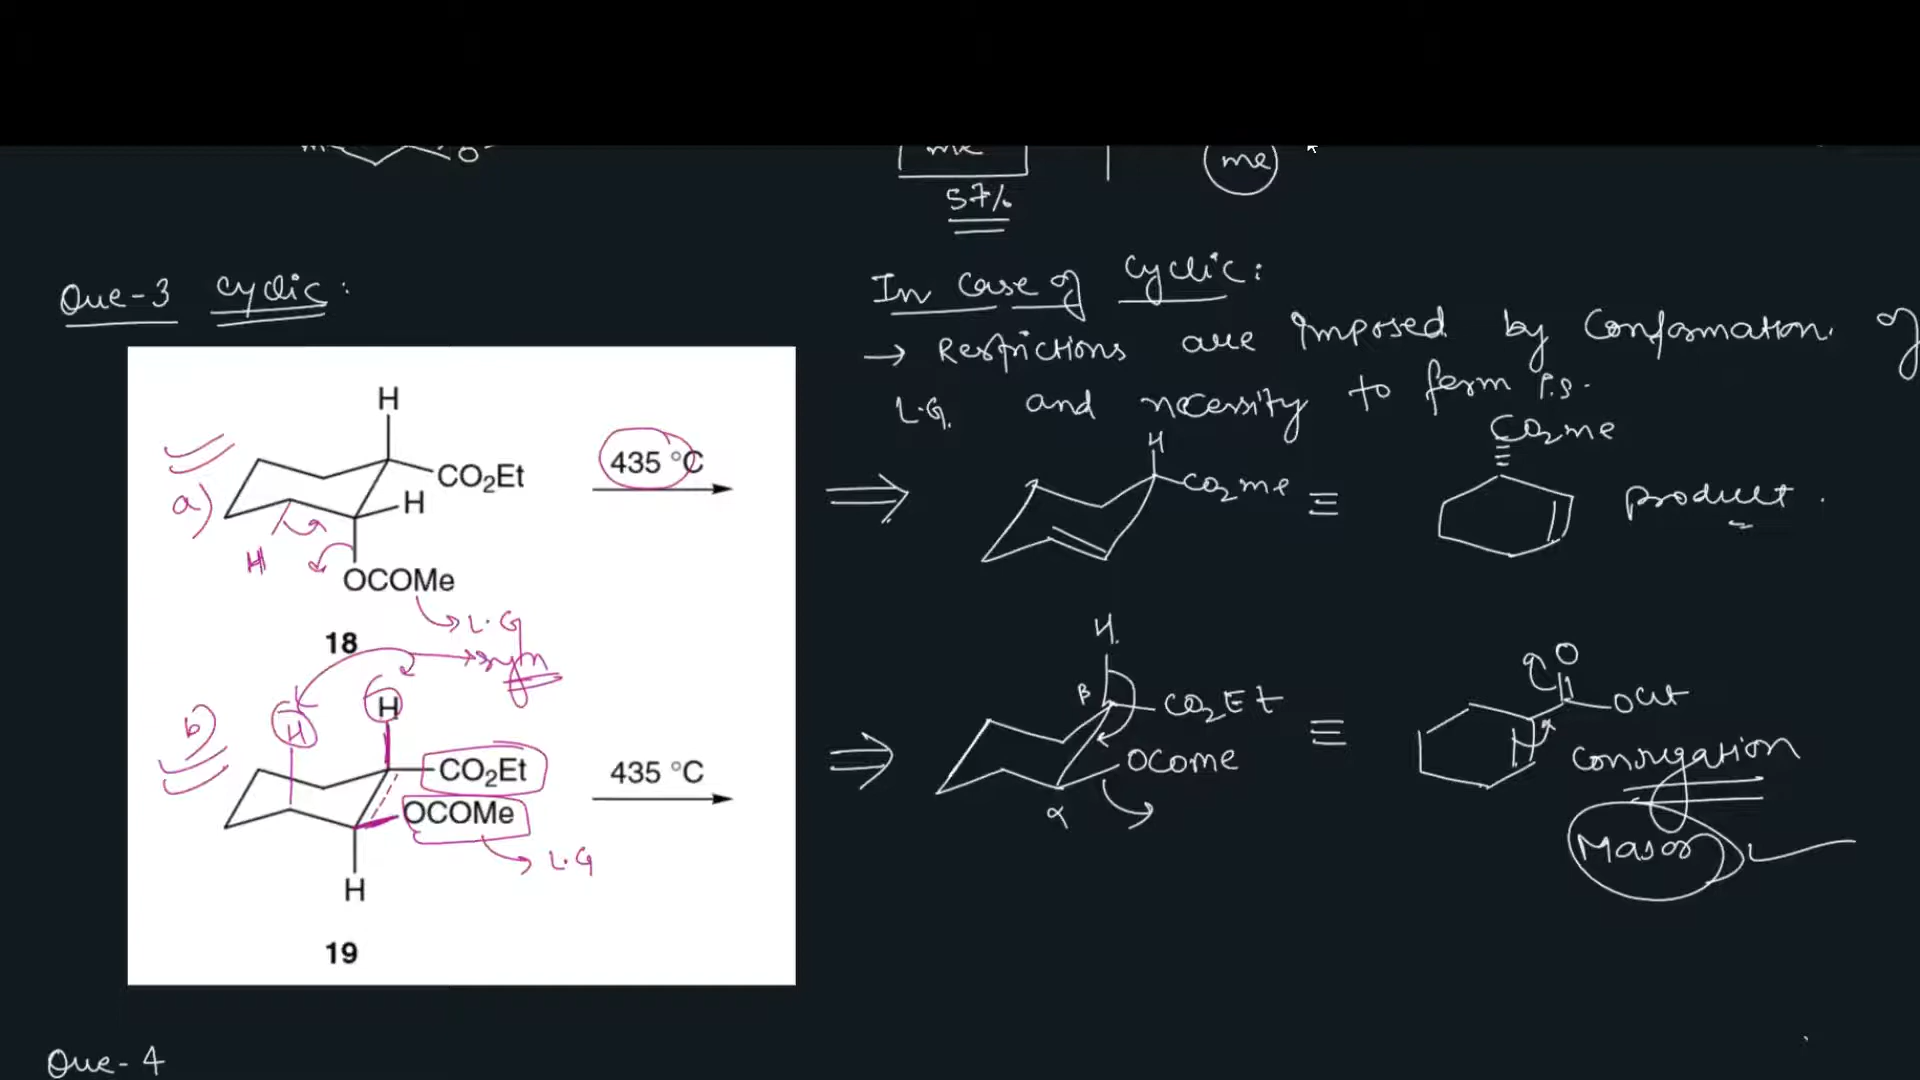 me
me
57%
Que-3 cyclic:
In Case of cyclic:
→ Restrictions are Imposed by Conformation of
L.G. and necessity to form T.S.
H
CO₂Et
H
OCOMe
18
a)
H
L.G
435 °C
H
CO₂me
≡
CO₂me
product.
syn
b)
H
H
CO₂Et
OCOMe
L.G
H
19
435 °C
H
β
CO₂Et
OCOme
α
≡
O
OEt
Conjugation
Major
Que-4